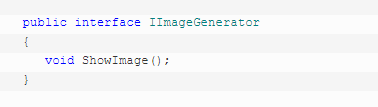 public interface IImageGenerator
{
   void ShowImage();
}